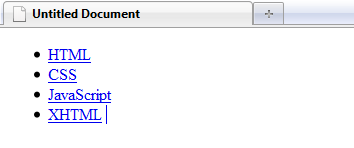 Untitled Document
HTML
CSS
JavaScript
XHTML